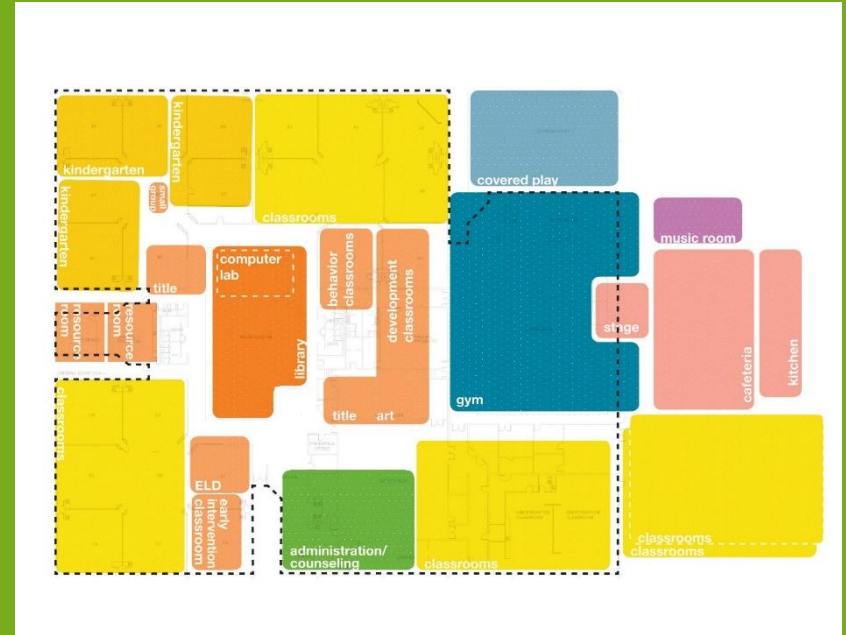 kindergarten
kindergarten
kindergarten
small
group
classrooms
covered play
title
computer
lab
library
behavior
classrooms
development
classrooms
title
art
gym
stage
music room
cafeteria
kitchen
resource
room
resource
room
classrooms
ELD
early
intervention
classroom
administration/
counseling
classrooms
classrooms
classrooms